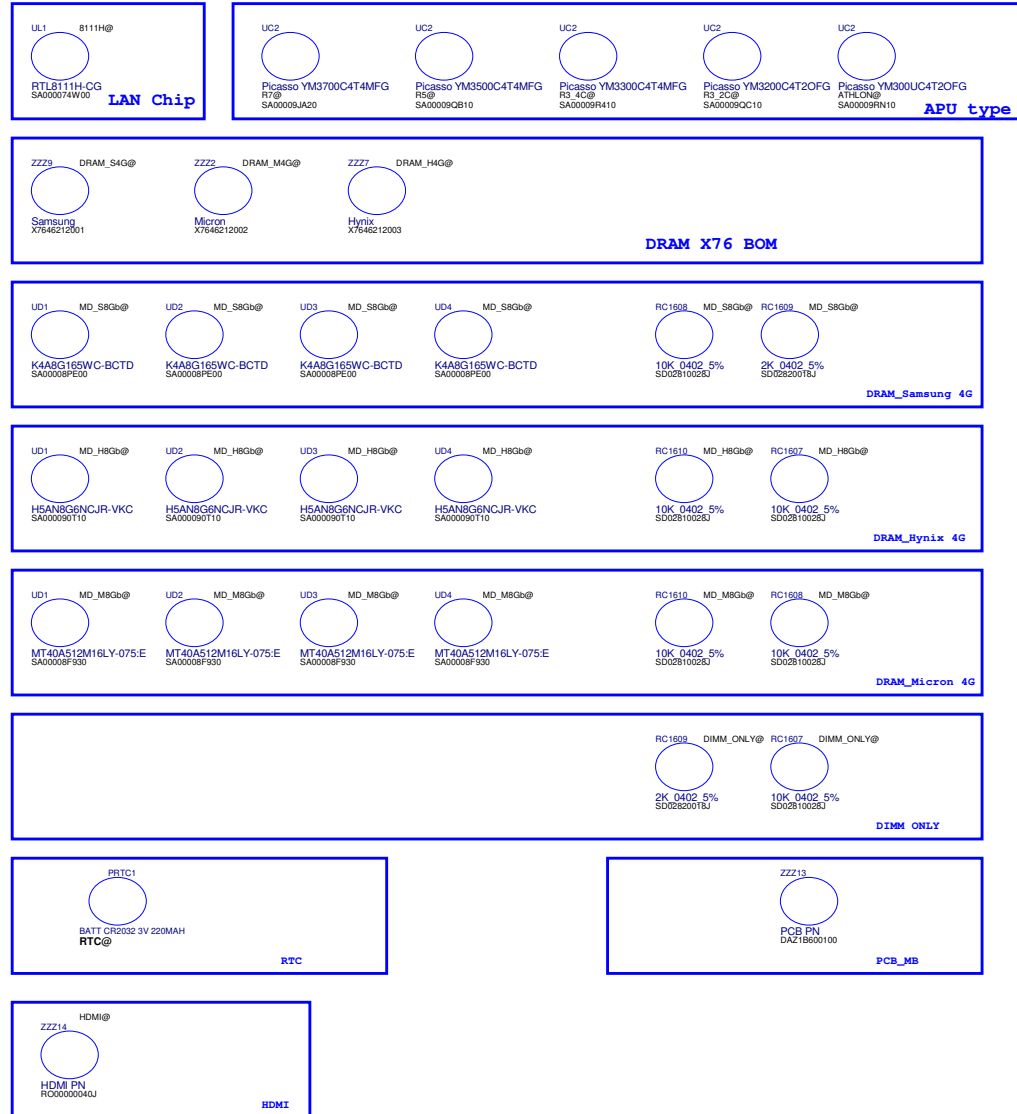 UL1 8111H@
RTL8111H-CG
SA000074W00
LAN Chip
UC2 UC2 UC2 UC2 UC2
Picasso YM3700C4T4MFG Picasso YM3500C4T4MFG Picasso YM3300C4T4MFG Picasso YM3200C4T2OFG Picasso YM300UC4T2OFG
R7@ R5@ R3_4C@ R3_2C@ ATHLON@
SA00009JA20 SA00009QB10 SA00009R410 SA00009QC10 SA00009RN10
APU type
ZZZ9 DRAM_S4G@ ZZZ2 DRAM_M4G@ ZZZ7 DRAM_H4G@
Samsung Micron Hynix
X7646212001 X7646212002 X7646212003
DRAM X76 BOM
UD1 MD_S8Gb@ UD2 MD_S8Gb@ UD3 MD_S8Gb@ UD4 MD_S8Gb@ RC1608 MD_S8Gb@ RC1609 MD_S8Gb@
K4A8G165WC-BCTD K4A8G165WC-BCTD K4A8G165WC-BCTD K4A8G165WC-BCTD 10K_0402_5% 2K_0402_5%
SA00008PE00 SA00008PE00 SA00008PE00 SA00008PE00 SD02810028J SD02820018J
DRAM_Samsung 4G
UD1 MD_H8Gb@ UD2 MD_H8Gb@ UD3 MD_H8Gb@ UD4 MD_H8Gb@ RC1610 MD_H8Gb@ RC1607 MD_H8Gb@
H5AN8G6NCJR-VKC H5AN8G6NCJR-VKC H5AN8G6NCJR-VKC H5AN8G6NCJR-VKC 10K_0402_5% 10K_0402_5%
SA000090T10 SA000090T10 SA000090T10 SA000090T10 SD02810028J SD02810028J
DRAM_Hynix 4G
UD1 MD_M8Gb@ UD2 MD_M8Gb@ UD3 MD_M8Gb@ UD4 MD_M8Gb@ RC1610 MD_M8Gb@ RC1608 MD_M8Gb@
MT40A512M16LY-075:E MT40A512M16LY-075:E MT40A512M16LY-075:E MT40A512M16LY-075:E 10K_0402_5% 10K_0402_5%
SA00008F930 SA00008F930 SA00008F930 SA00008F930 SD02810028J SD02810028J
DRAM_Micron 4G
RC1609 DIMM_ONLY@ RC1607 DIMM_ONLY@
2K_0402_5% 10K_0402_5%
SD02820018J SD02810028J
DIMM ONLY
PRTC1
BATT CR2032 3V 220MAH
RTC@
RTC
ZZZ13
PCB PN
DAZ1B600100
PCB_MB
HDMI@
ZZZ14
HDMI PN
RO00000040J
HDMI